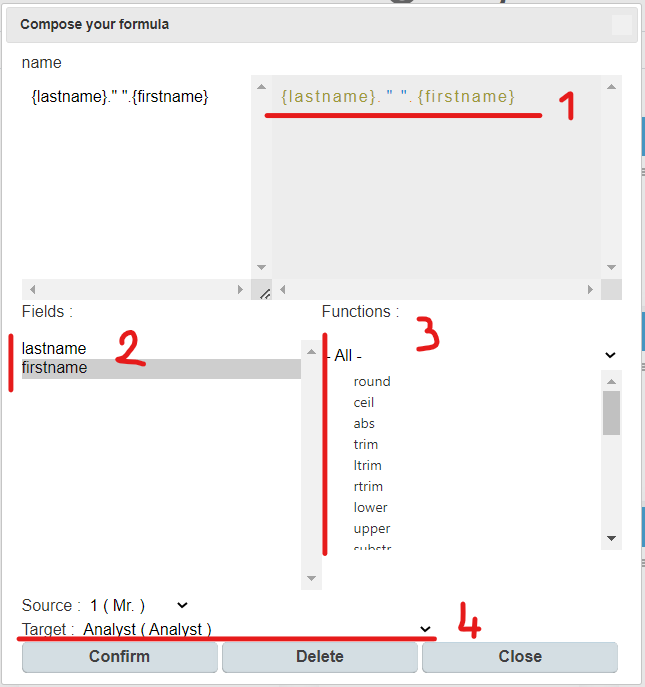 Compose your formula
name
{lastname}." ".{firstname}
{lastname}." ".{firstname}
1
Fields :
Functions :
2
3
lastname
firstname
- All -
round
ceil
abs
trim
ltrim
rtrim
lower
upper
substr
Source : 1 ( Mr. )
Target : Analyst ( Analyst )
4
Confirm
Delete
Close